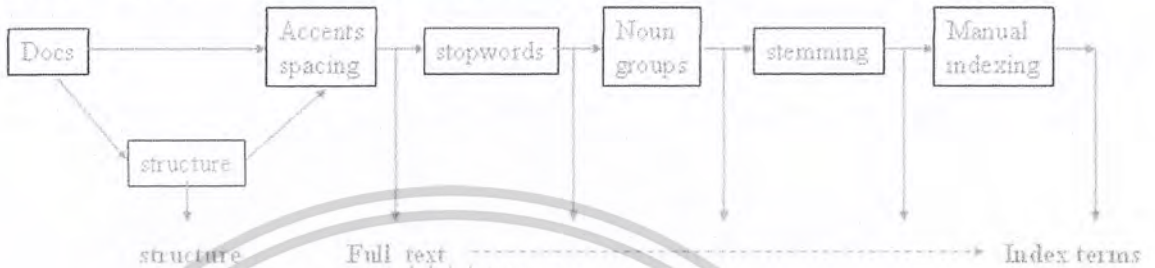 Docs
Accents
spacing
stopwords
Noun
groups
stemming
Manual
indexing
structure
structure
Full text
Index terms